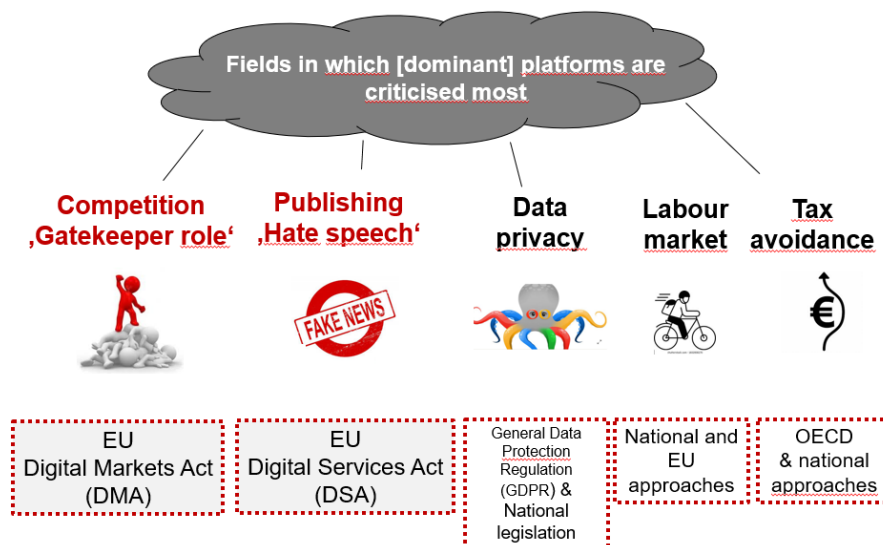 Fields in which [dominant] platforms are
criticised most
Competition
‚Gatekeeper role‘
Publishing
‚Hate speech‘
Data
privacy
Labour
market
Tax
avoidance
FAKE NEWS
€
EU
Digital Markets Act
(DMA)
EU
Digital Services Act
(DSA)
General Data
Protection
Regulation
(GDPR) &
National
legislation
National and
EU
approaches
OECD
& national
approaches